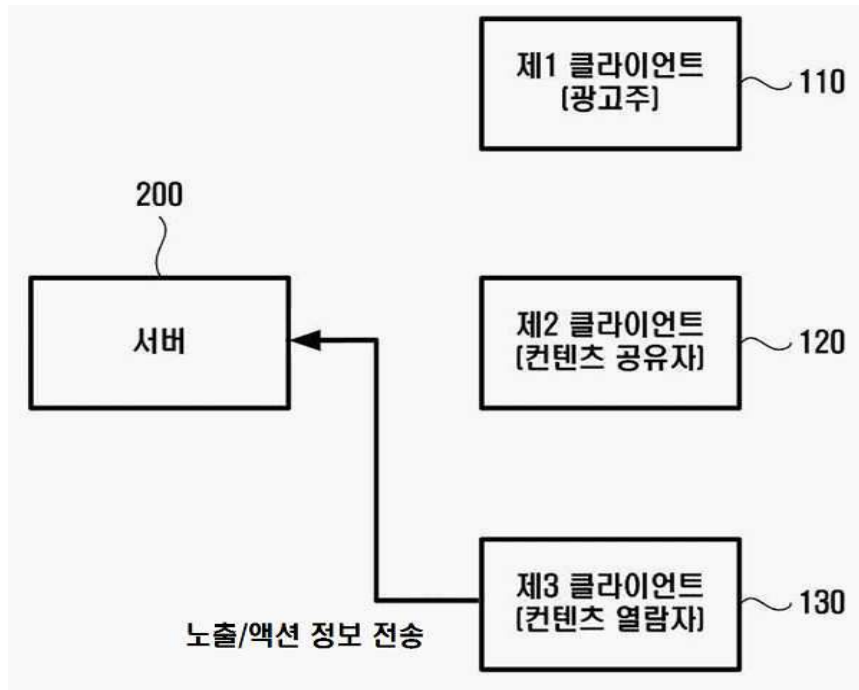 제1 클라이언트
(광고주)
110
200
서버
제2 클라이언트
(컨텐츠 공유자)
120
제3 클라이언트
(컨텐츠 열람자)
130
노출/액션 정보 전송